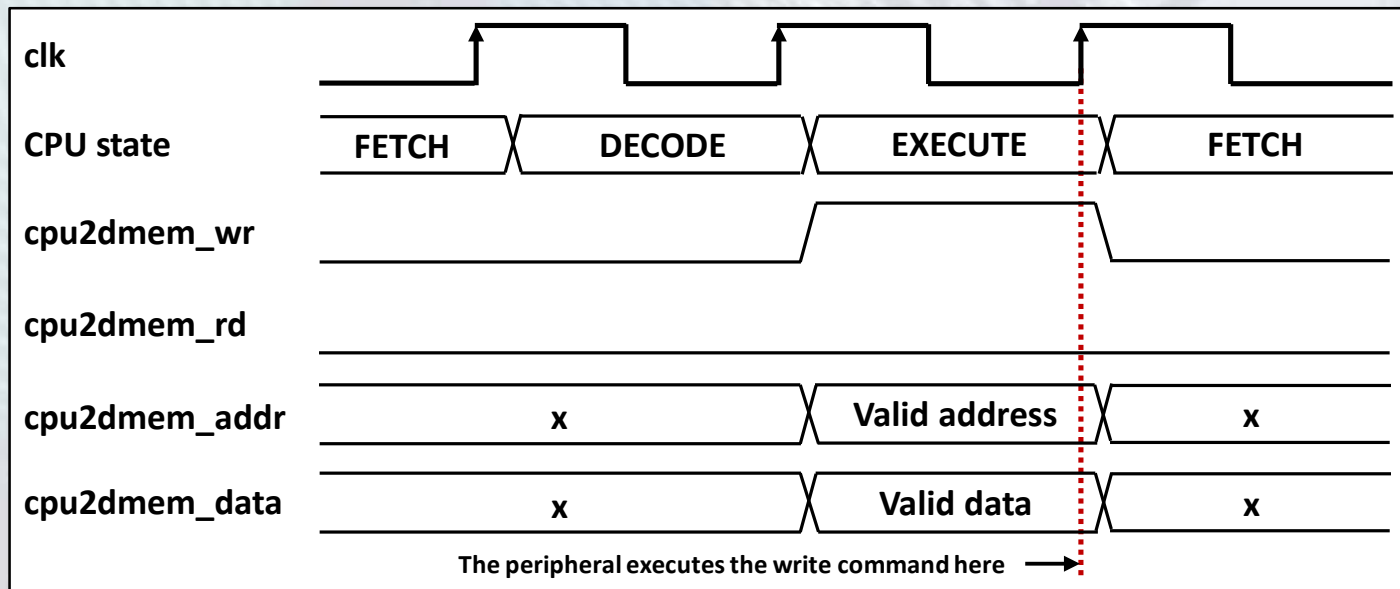 clk
CPU state FETCH DECODE EXECUTE FETCH
cpu2dmem_wr
cpu2dmem_rd
cpu2dmem_addr x Valid address x
cpu2dmem_data x Valid data x
The peripheral executes the write command here